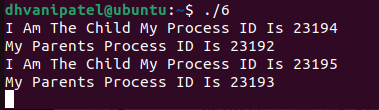 dhvanipatel@ubuntu:~$ ./6
I Am The Child My Process ID Is 23194
My Parents Process ID Is 23192
I Am The Child My Process ID Is 23195
My Parents Process ID Is 23193